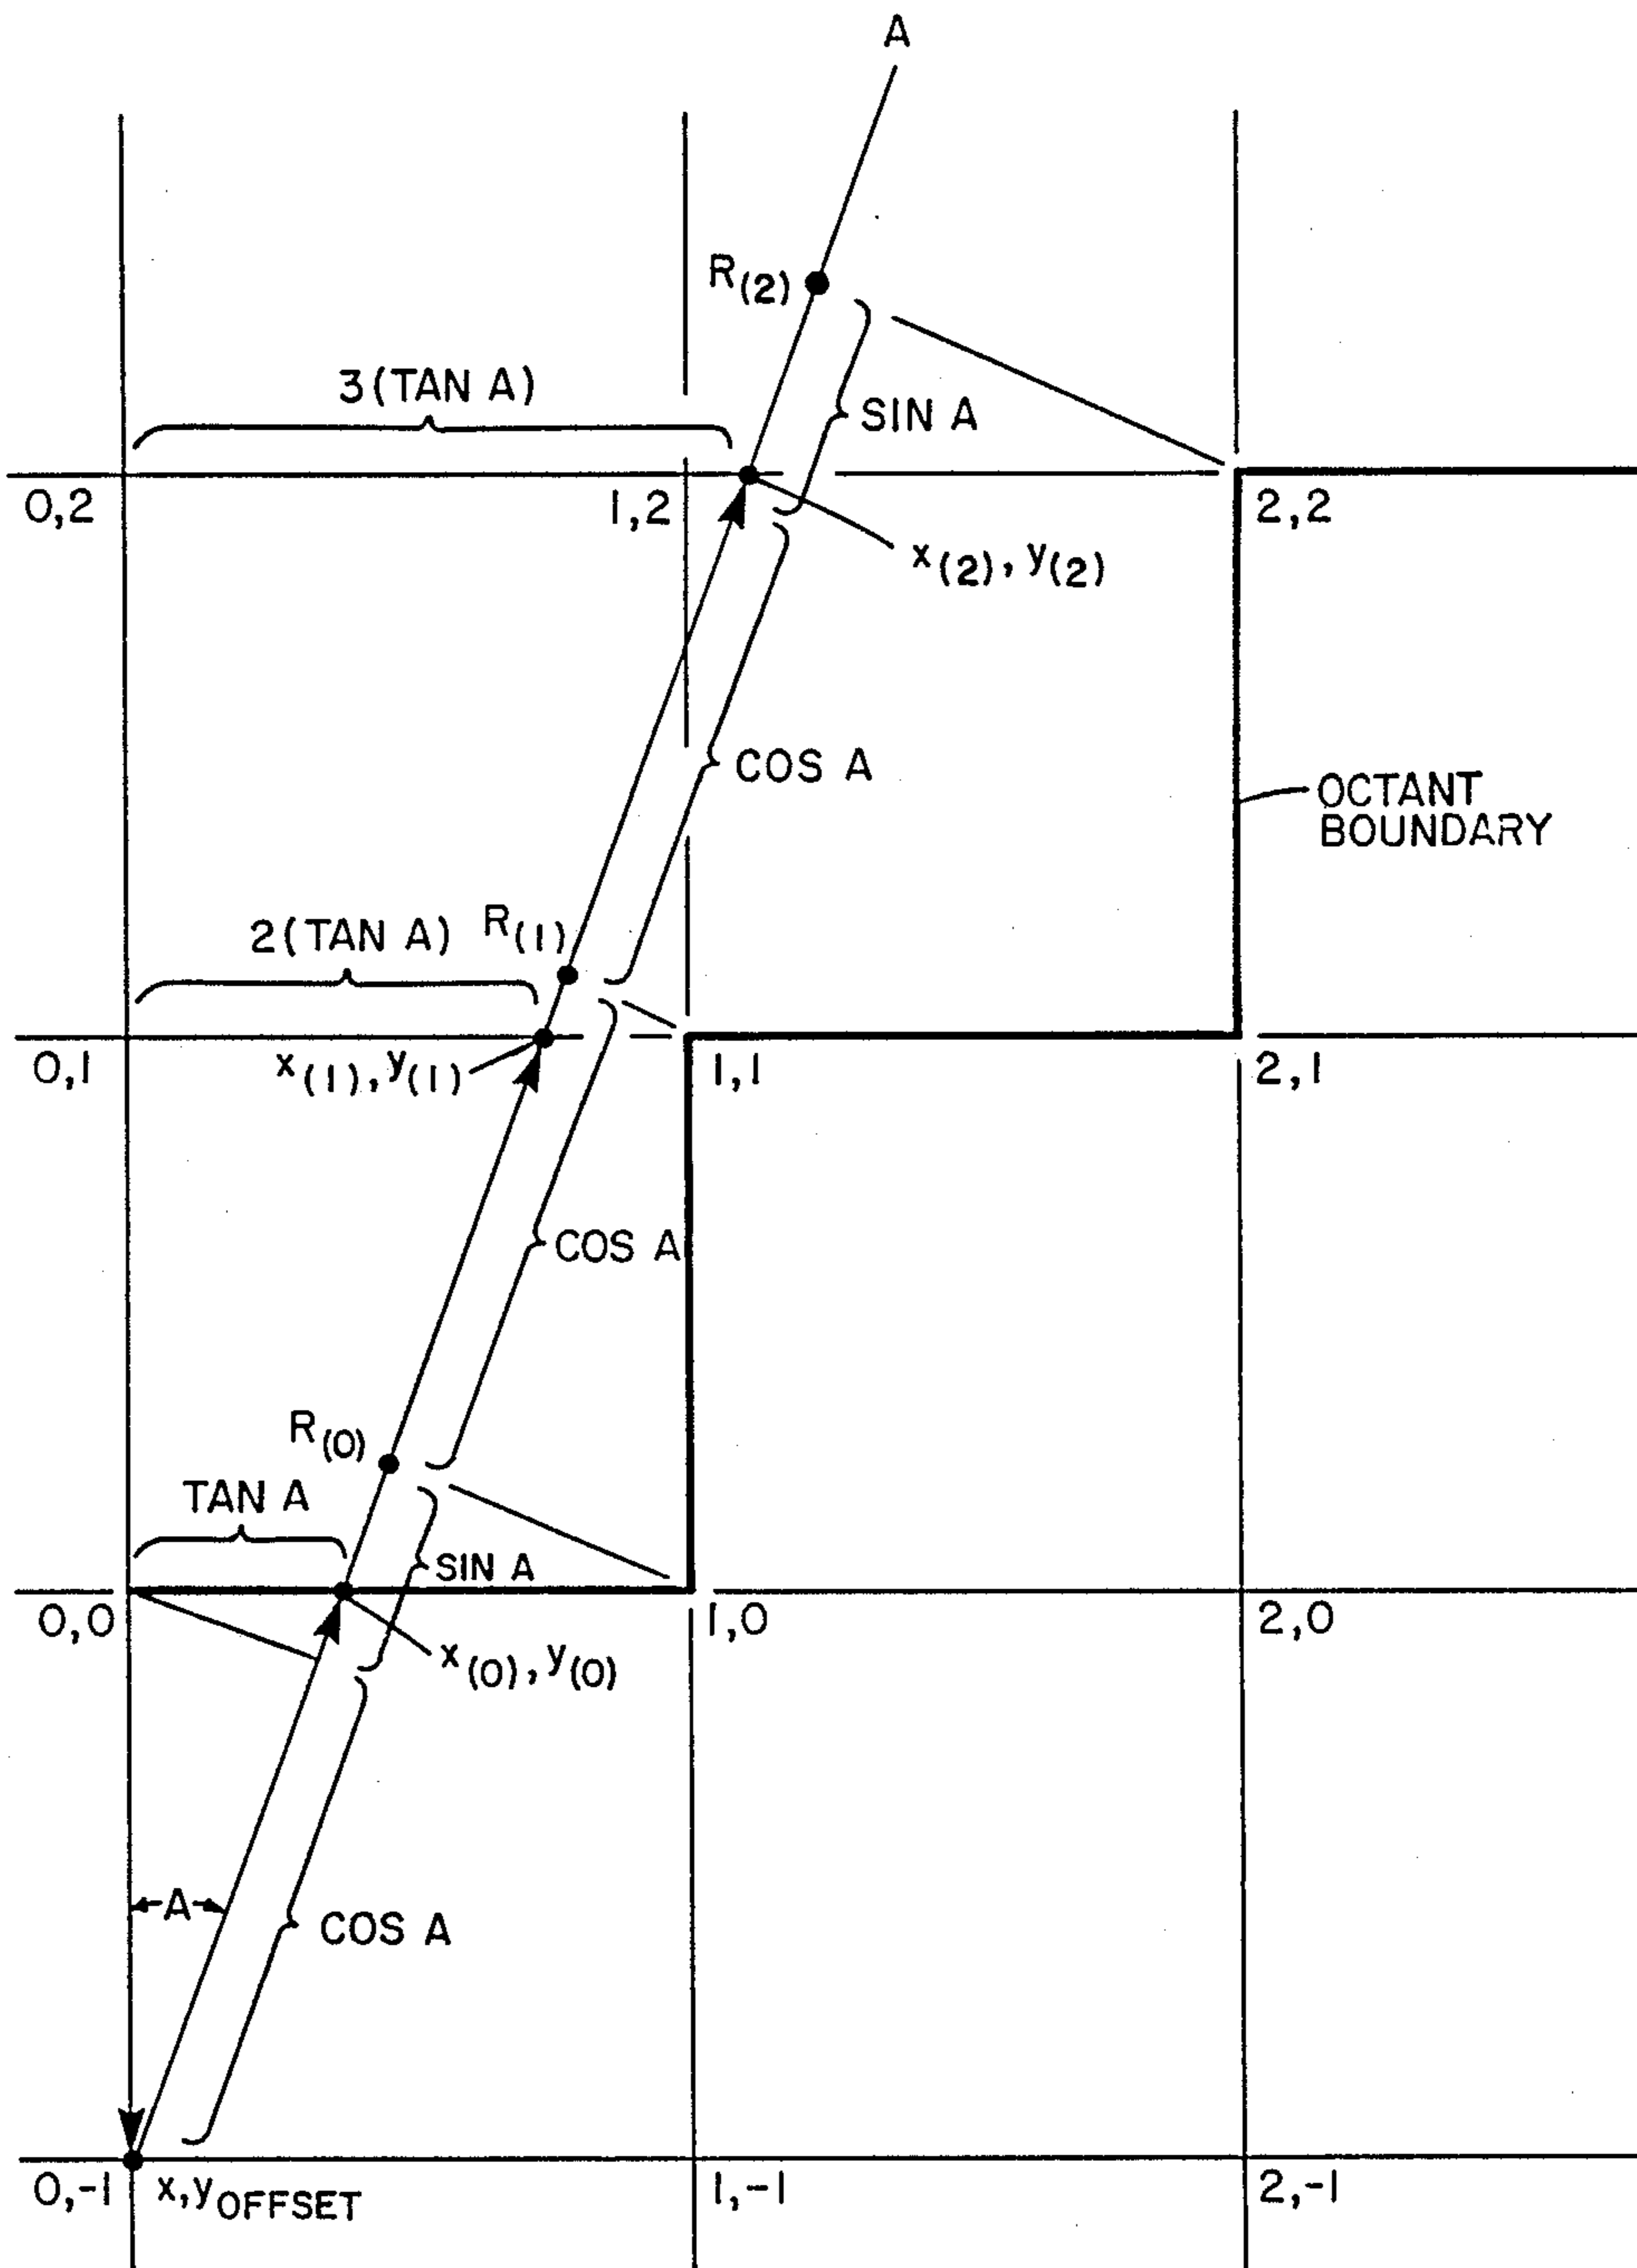 A
R(2)
3(TAN A)
SIN A
0,2
1,2
2,2
x(2), y(2)
COS A
OCTANT
BOUNDARY
2(TAN A)
R(1)
0,1
x(1), y(1)
1,1
2,1
COS A
R(0)
TAN A
SIN A
0,0
1,0
2,0
x(0), y(0)
A
COS A
0,-1
x,yOFFSET
1,-1
2,-1